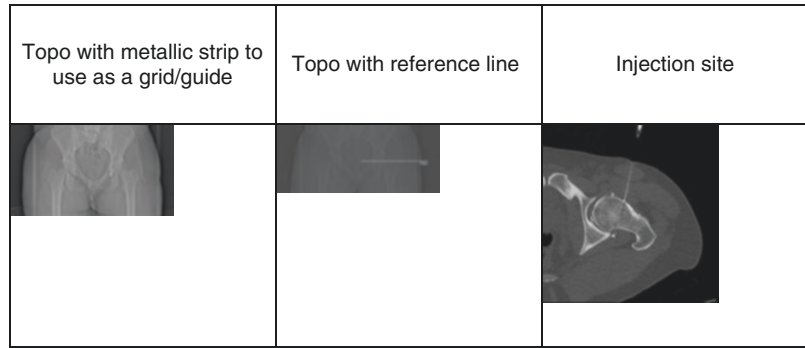 Topo with metallic strip to
use as a grid/guide
Topo with reference line
Injection site